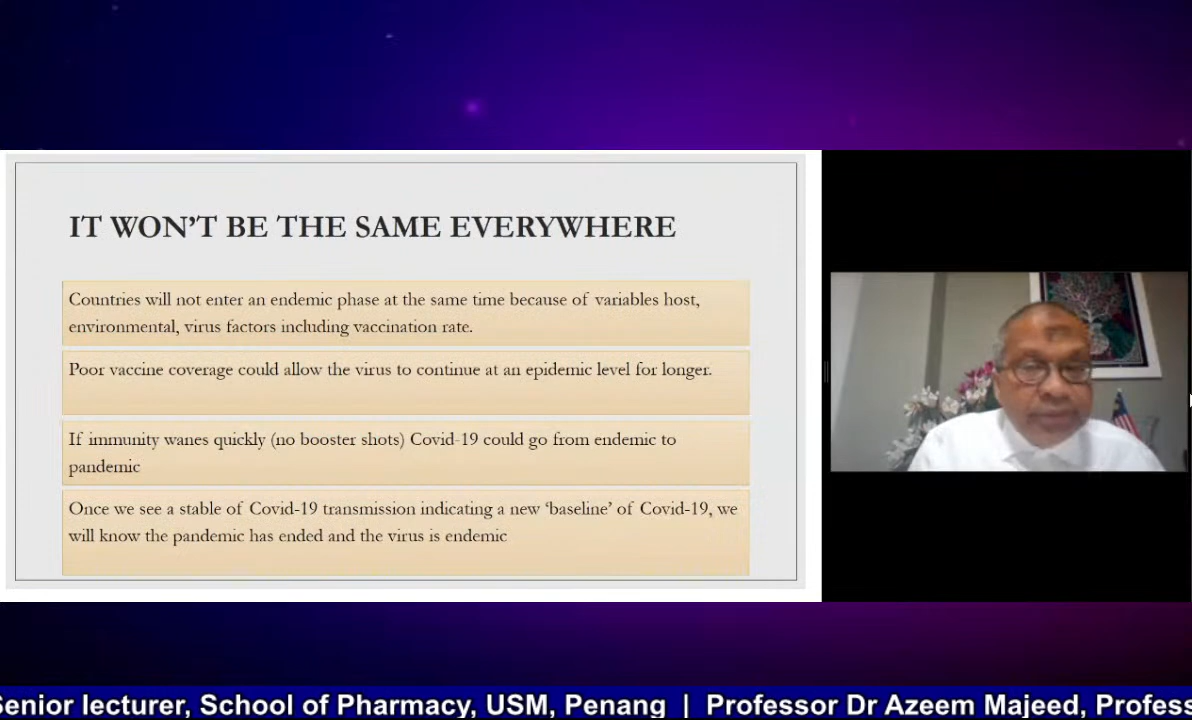 IT WON'T BE THE SAME EVERYWHERE
Countries will not enter an endemic phase at the same time because of variables host,
environmental, virus factors including vaccination rate.
Poor vaccine coverage could allow the virus to continue at an epidemic level for longer.
If immunity wanes quickly (no booster shots) Covid-19 could go from endemic to
pandemic
Once we see a stable of Covid-19 transmission indicating a new ‘baseline’ of Covid-19, we
will know the pandemic has ended and the virus is endemic
Senior lecturer, School of Pharmacy, USM, Penang | Professor Dr Azeem Majeed, Profess